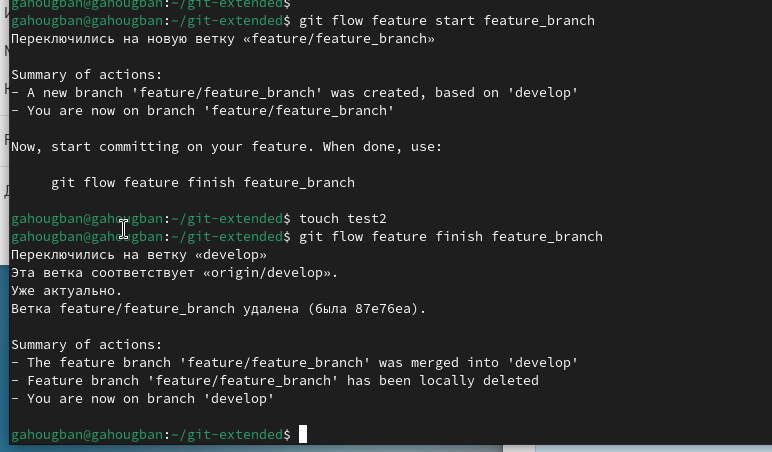 gahougban@gahougban:~/git-extended$
gahougban@gahougban:~/git-extended$ git flow feature start feature_branch
Переключились на новую ветку «feature/feature_branch»
Summary of actions:
- A new branch 'feature/feature_branch' was created, based on 'develop'
- You are now on branch 'feature/feature_branch'
Now, start committing on your feature. When done, use:
git flow feature finish feature_branch
gahougban@gahougban:~/git-extended$ touch test2
gahougban@gahougban:~/git-extended$ git flow feature finish feature_branch
Переключились на ветку «develop»
Эта ветка соответствует «origin/develop».
Уже актуально.
Ветка feature/feature_branch удалена (была 87e76ea).
Summary of actions:
- The feature branch 'feature/feature_branch' was merged into 'develop'
- Feature branch 'feature/feature_branch' has been locally deleted
- You are now on branch 'develop'
gahougban@gahougban:~/git-extended$